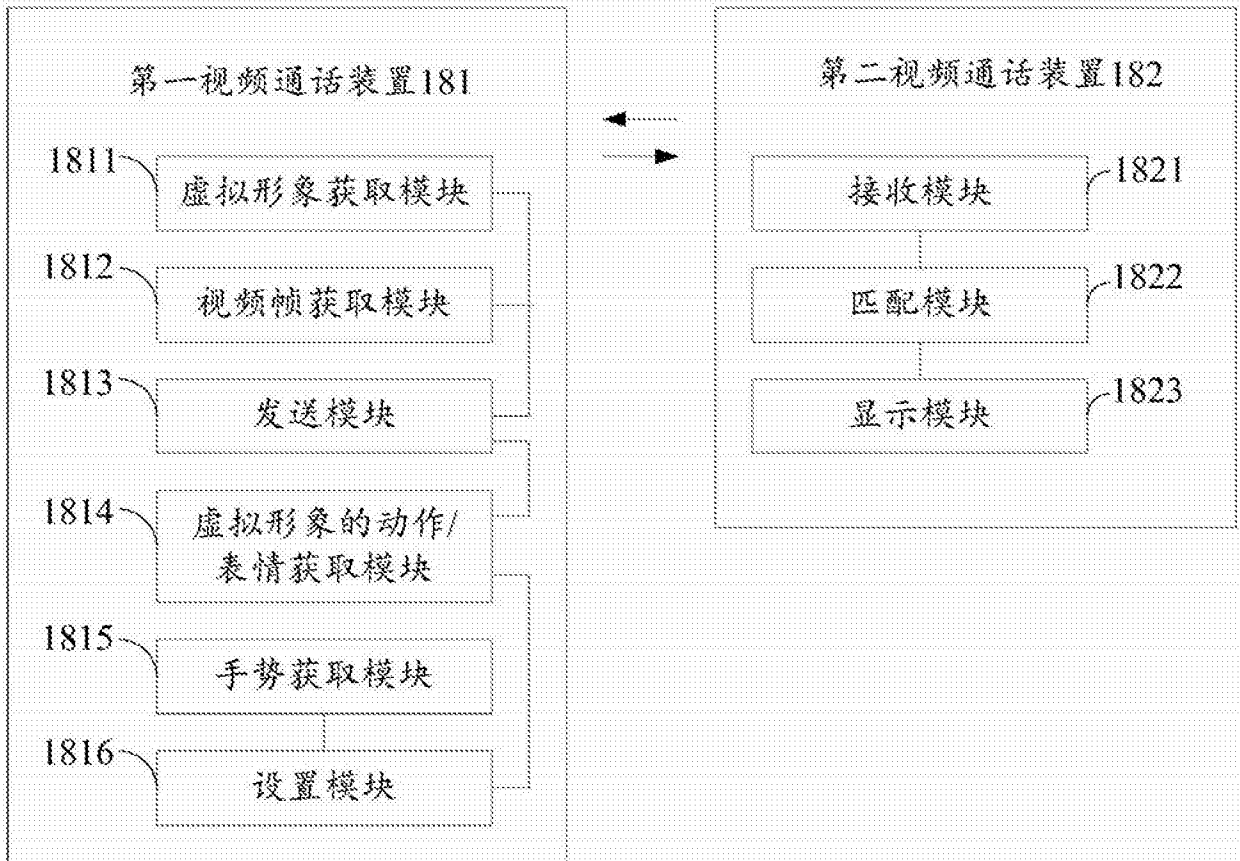 第一视频通话装置181
1811
虚拟形象获取模块
1812
视频帧获取模块
1813
发送模块
1814
虚拟形象的动作/
表情获取模块
1815
手势获取模块
1816
设置模块
第二视频通话装置182
接收模块
1821
匹配模块
1822
显示模块
1823